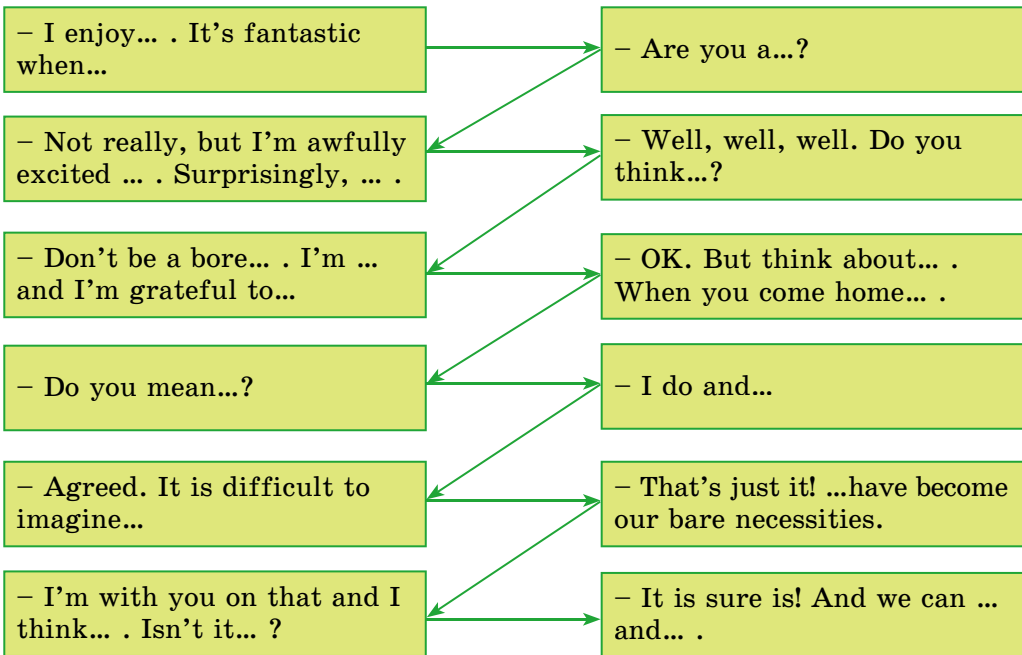 – I enjoy... . It's fantastic
when...
– Are you a...?
– Not really, but I'm awfully
excited ... . Surprisingly, ... .
– Well, well, well. Do you
think...?
– Don't be a bore... . I'm ...
and I'm grateful to...
– OK. But think about... .
When you come home... .
– Do you mean...?
– I do and...
– Agreed. It is difficult to
imagine...
– That's just it! ...have become
our bare necessities.
– I'm with you on that and I
think... . Isn't it... ?
– It is sure is! And we can ...
and... .